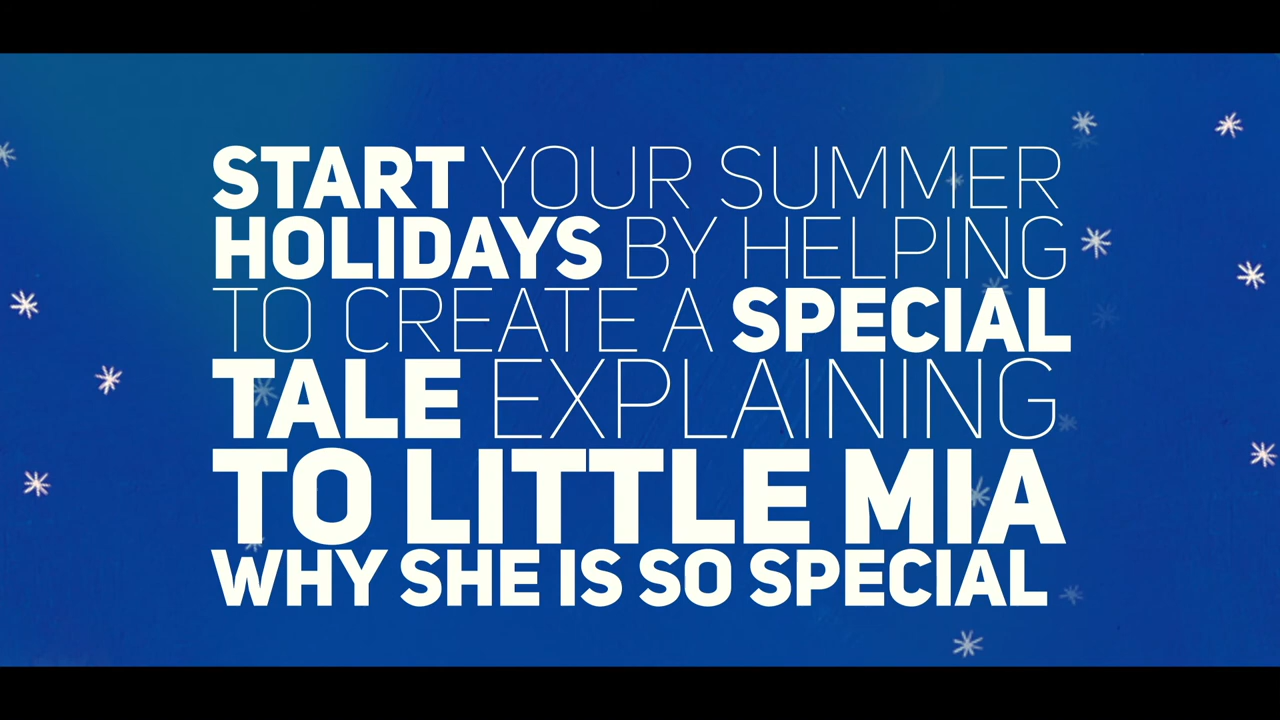 START YOUR SUMMER
HOLIDAYS BY HELPING
TO CREATE A SPECIAL
TALE EXPLAINING
TO LITTLE MIA
WHY SHE IS SO SPECIAL